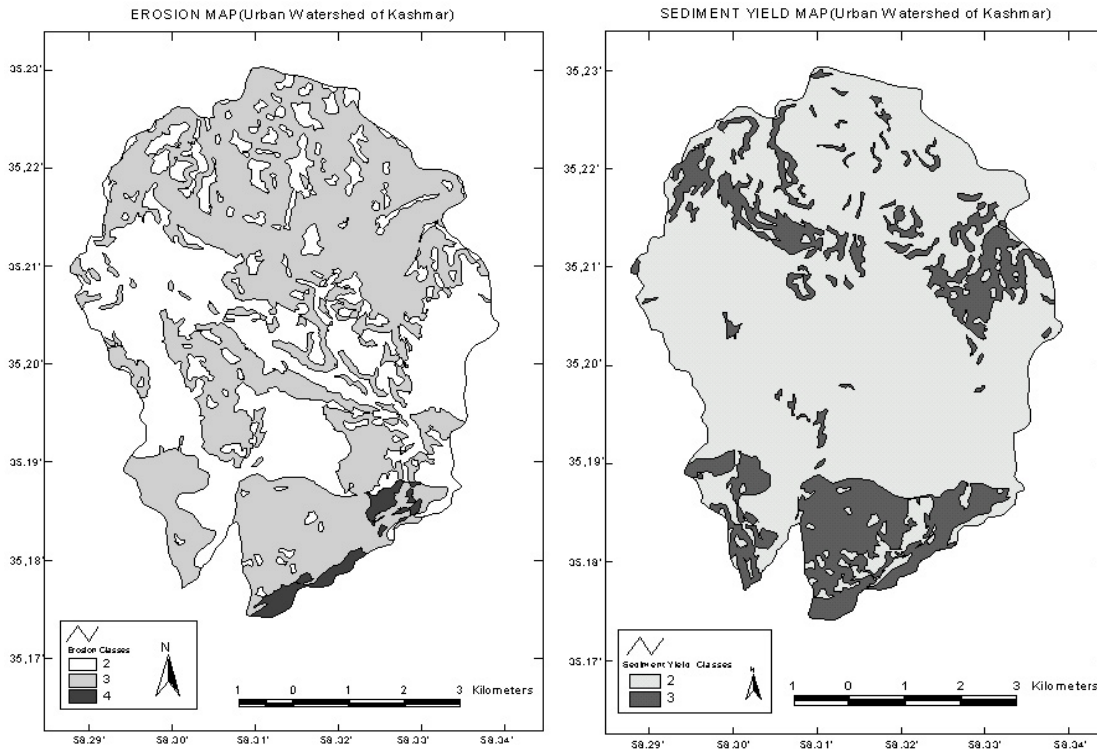 EROSION MAP(Urban Watershed of Kashmar)
35,23'
35,22'
35,21'
35,20'
35,19'
35,18'
35,17'
Erosion Classes
2
3
4
N
1 0 1 2 3 Kilometers
58.29' 58.30' 58.31' 58.32' 58.33' 58.34'
SEDIMENT YIELD MAP(Urban Watershed of Kashmar)
35,23'
35,22'
35,21'
35,20'
35,19'
35,18'
35,17'
Sediment Yield Classes
2
3
N
1 0 1 2 3 Kilometers
58.29' 58.30' 58.31' 58.32' 58.33' 58.34'